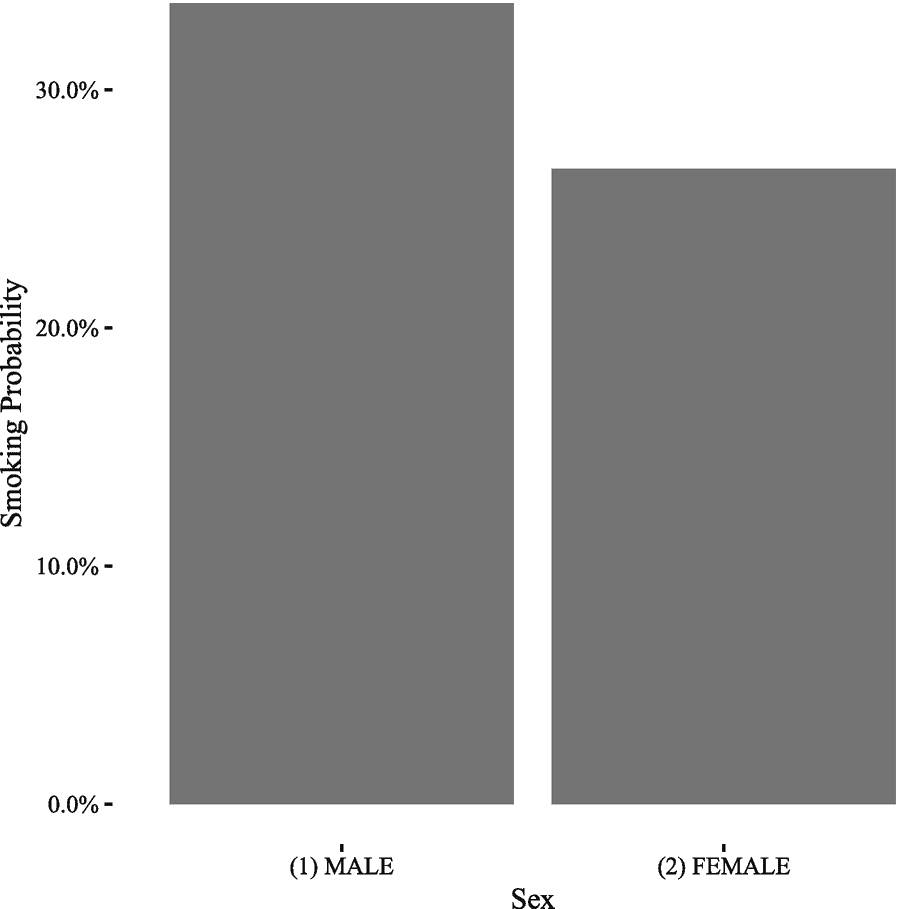 30.0%
20.0%
10.0%
0.0%
Smoking Probability
(1) MALE
(2) FEMALE
Sex